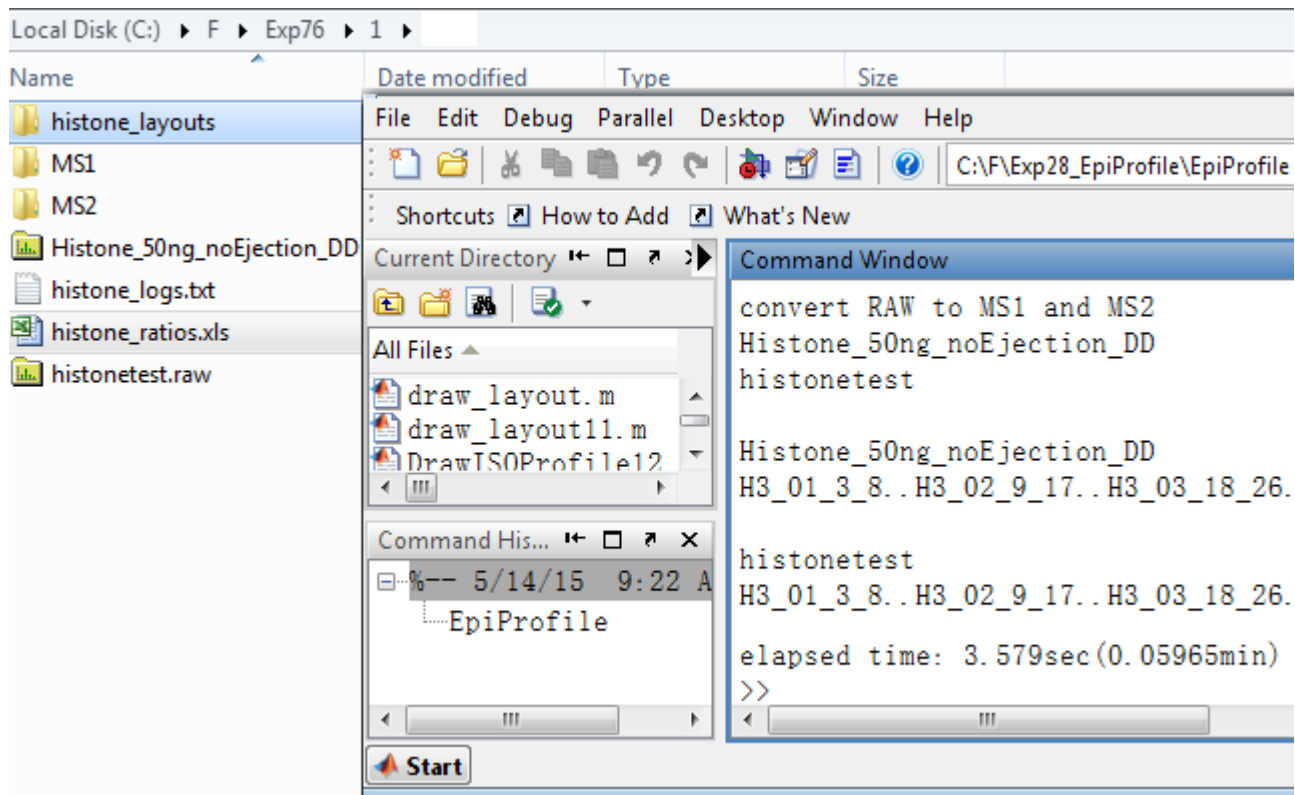 Local Disk (C:) ▸ F ▸ Exp76 ▸ 1 ▸
Name Date modified Type Size
histone_layouts
MS1
MS2
Histone_50ng_noEjection_DD
histone_logs.txt
histone_ratios.xls
histonetest.raw
File Edit Debug Parallel Desktop Window Help
C:\F\Exp28_EpiProfile\EpiProfile
Shortcuts How to Add What's New
Current Directory
All Files
draw_layout.m
draw_layout11.m
DrawISOProfile12
Command His...
%-- 5/14/15 9:22 A
EpiProfile
Command Window
convert RAW to MS1 and MS2
Histone_50ng_noEjection_DD
histonetest
Histone_50ng_noEjection_DD
H3_01_3_8..H3_02_9_17..H3_03_18_26.
histonetest
H3_01_3_8..H3_02_9_17..H3_03_18_26.
elapsed time: 3.579sec(0.05965min)
>>
Start